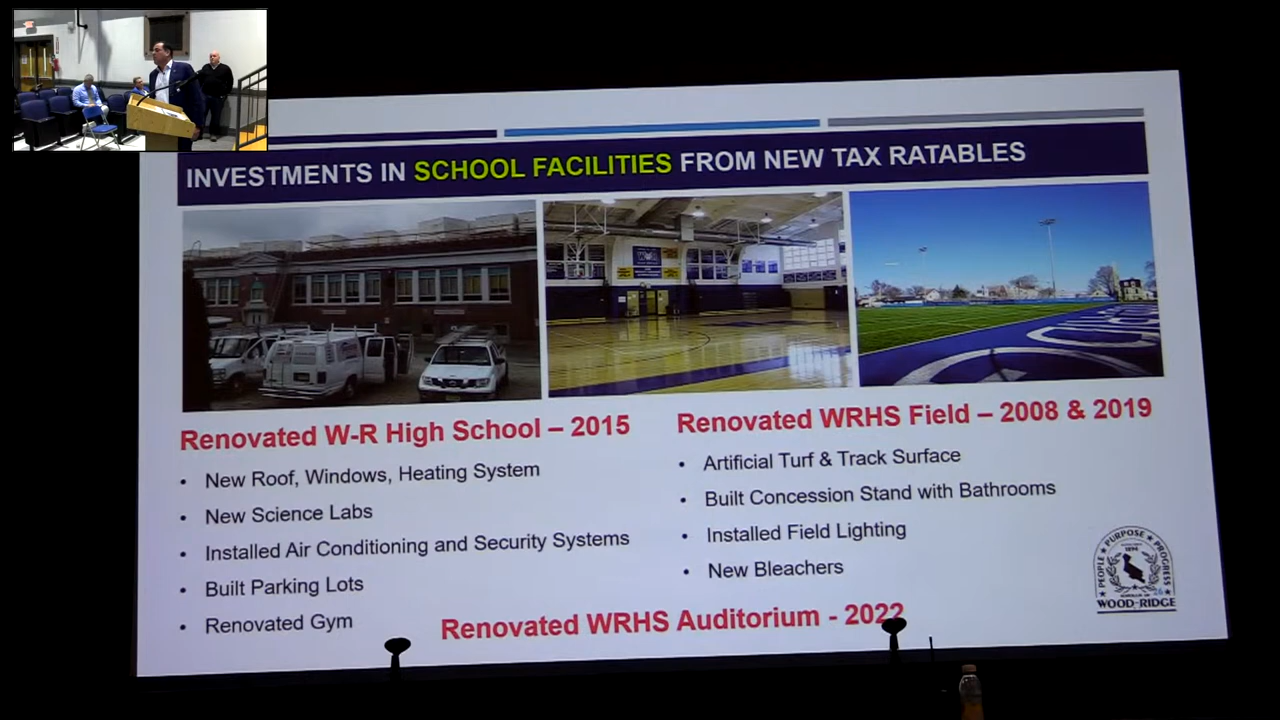 INVESTMENTS IN SCHOOL FACILITIES FROM NEW TAX RATABLES
Renovated W-R High School – 2015
• New Roof, Windows, Heating System
• New Science Labs
• Installed Air Conditioning and Security Systems
• Built Parking Lots
• Renovated Gym
Renovated WRHS Field – 2008 & 2019
• Artificial Turf & Track Surface
• Built Concession Stand with Bathrooms
• Installed Field Lighting
• New Bleachers
Renovated WRHS Auditorium - 2022
PEOPLE ★ PURPOSE ★ PROGRESS
1894
WOOD-RIDGE